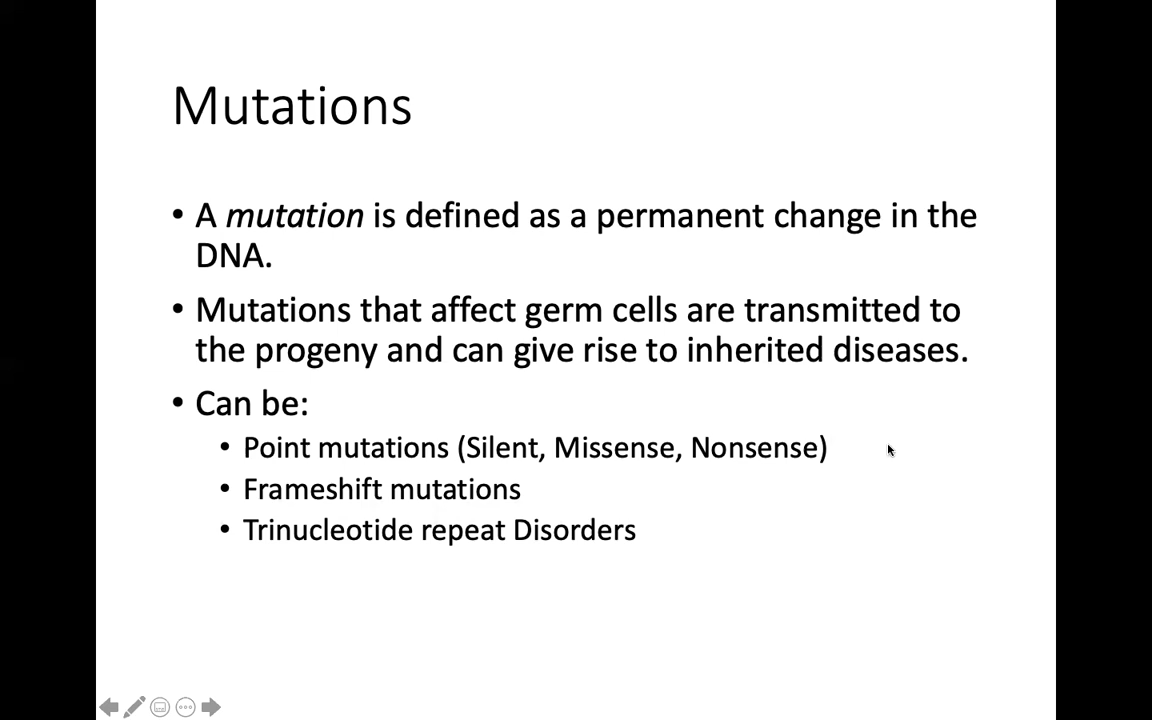 Mutations
• A mutation is defined as a permanent change in the
DNA.
• Mutations that affect germ cells are transmitted to
the progeny and can give rise to inherited diseases.
• Can be:
• Point mutations (Silent, Missense, Nonsense)
• Frameshift mutations
• Trinucleotide repeat Disorders